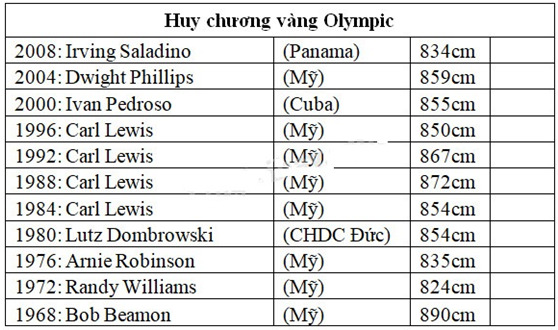 Huy chương vàng Olympic
2008: Irving Saladino (Panama) 834cm
2004: Dwight Phillips (Mỹ) 859cm
2000: Ivan Pedroso (Cuba) 855cm
1996: Carl Lewis (Mỹ) 850cm
1992: Carl Lewis (Mỹ) 867cm
1988: Carl Lewis (Mỹ) 872cm
1984: Carl Lewis (Mỹ) 854cm
1980: Lutz Dombrowski (CHDC Đức) 854cm
1976: Arnie Robinson (Mỹ) 835cm
1972: Randy Williams (Mỹ) 824cm
1968: Bob Beamon (Mỹ) 890cm